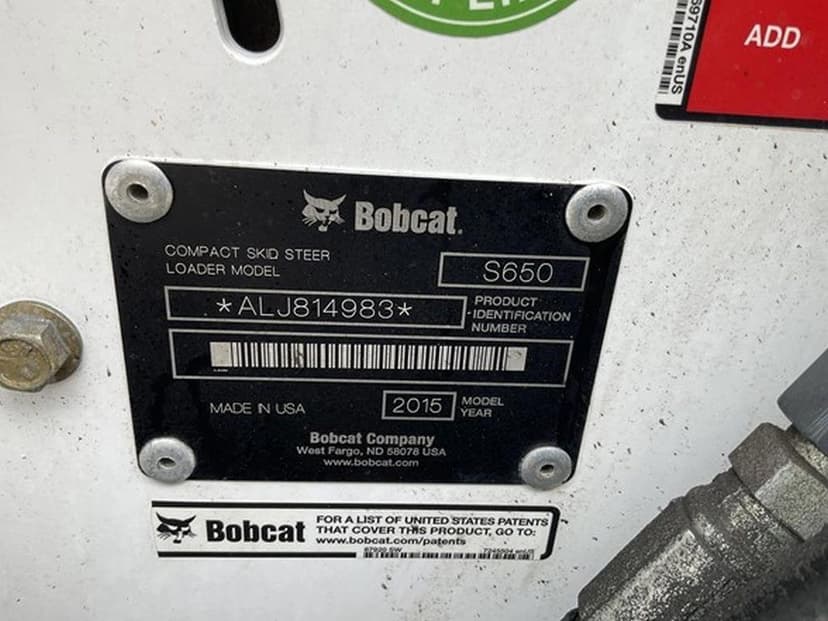 69710A enUS
ADD
Bobcat.
COMPACT SKID STEER
LOADER MODEL
S650
*ALJ814983*
PRODUCT
IDENTIFICATION
NUMBER
MADE IN USA
2015
MODEL
YEAR
Bobcat Company
West Fargo, ND 58078 USA
www.bobcat.com
Bobcat
FOR A LIST OF UNITED STATES PATENTS
THAT COVER THIS PRODUCT, GO TO:
www.bobcat.com/patents